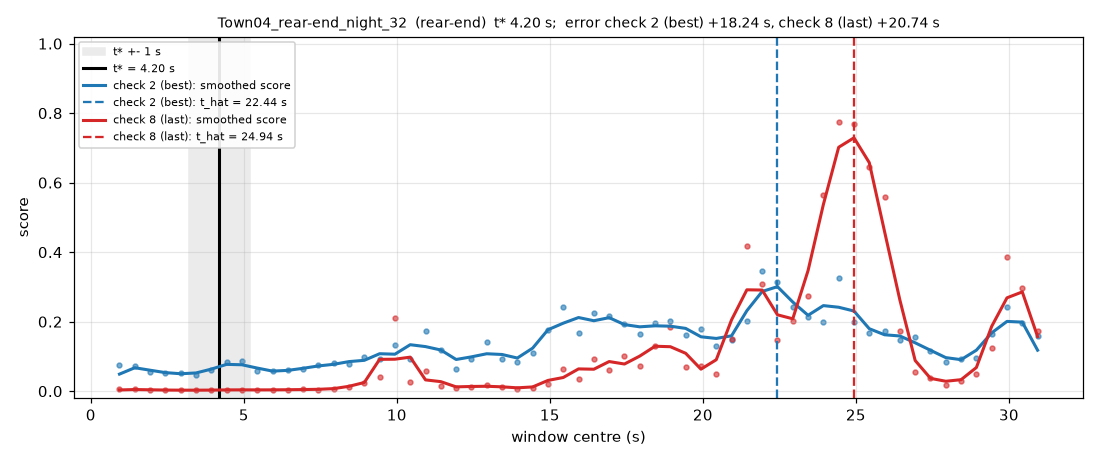 Town04_rear-end_night_32  (rear-end)  t* 4.20 s;  error check 2 (best) +18.24 s, check 8 (last) +20.74 s
t* +- 1 s
t* = 4.20 s
check 2 (best): smoothed score
check 2 (best): t_hat = 22.44 s
check 8 (last): smoothed score
check 8 (last): t_hat = 24.94 s
1.0
0.8
0.6
0.4
0.2
0.0
score
0 5 10 15 20 25 30
window centre (s)